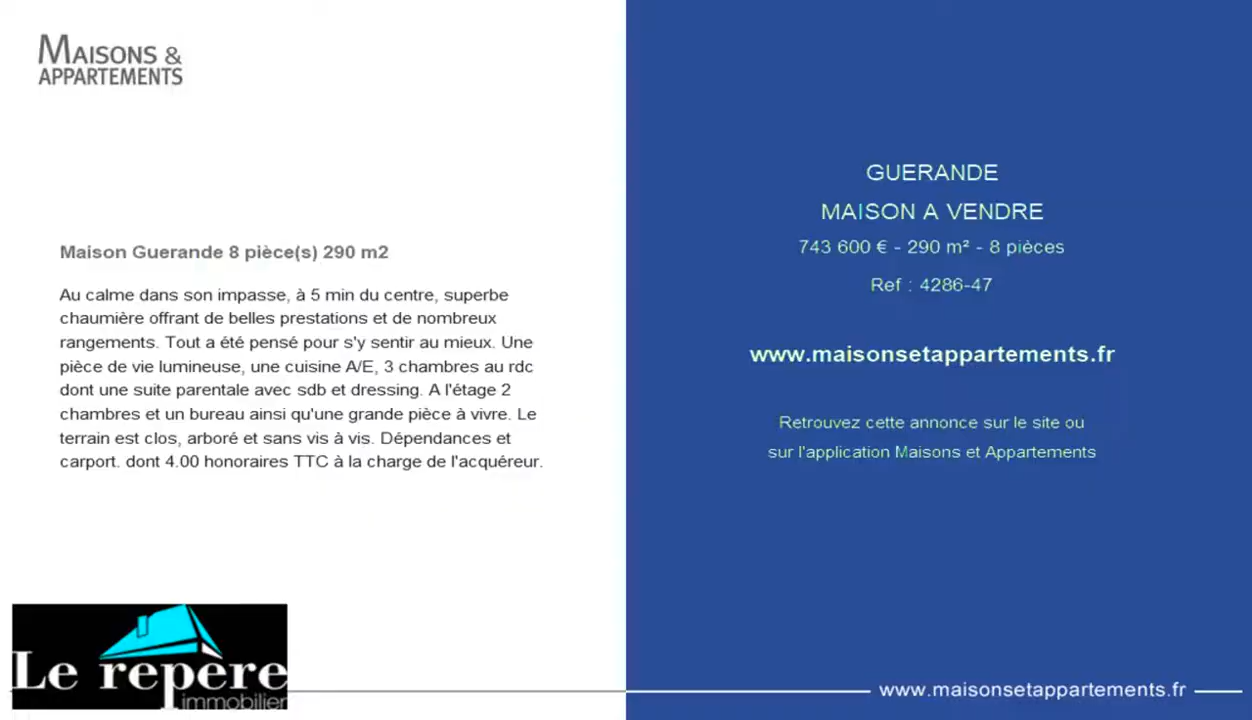 MAISONS &
APPARTEMENTS
Maison Guerande 8 pièce(s) 290 m2
Au calme dans son impasse, à 5 min du centre, superbe
chaumière offrant de belles prestations et de nombreux
rangements. Tout a été pensé pour s'y sentir au mieux. Une
pièce de vie lumineuse, une cuisine A/E, 3 chambres au rdc
dont une suite parentale avec sdb et dressing. A l'étage 2
chambres et un bureau ainsi qu'une grande pièce à vivre. Le
terrain est clos, arboré et sans vis à vis. Dépendances et
carport. dont 4.00 honoraires TTC à la charge de l'acquéreur.
Le repère
immobilier
GUERANDE
MAISON A VENDRE
743 600 € - 290 m² - 8 pièces
Ref : 4286-47
www.maisonsetappartements.fr
Retrouvez cette annonce sur le site ou
sur l'application Maisons et Appartements
www.maisonsetappartements.fr